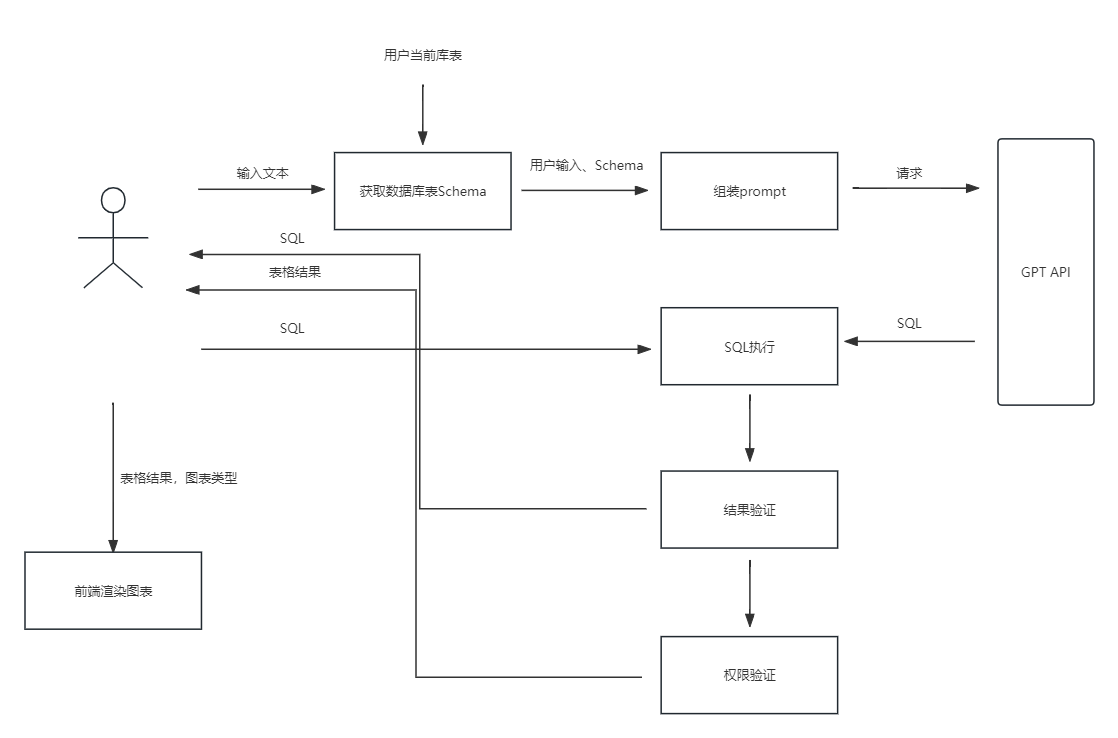 用户当前库表
输入文本
获取数据库表Schema
用户输入、Schema
组装prompt
请求
GPT API
SQL
表格结果
SQL
SQL执行
SQL
表格结果，图表类型
结果验证
前端渲染图表
权限验证